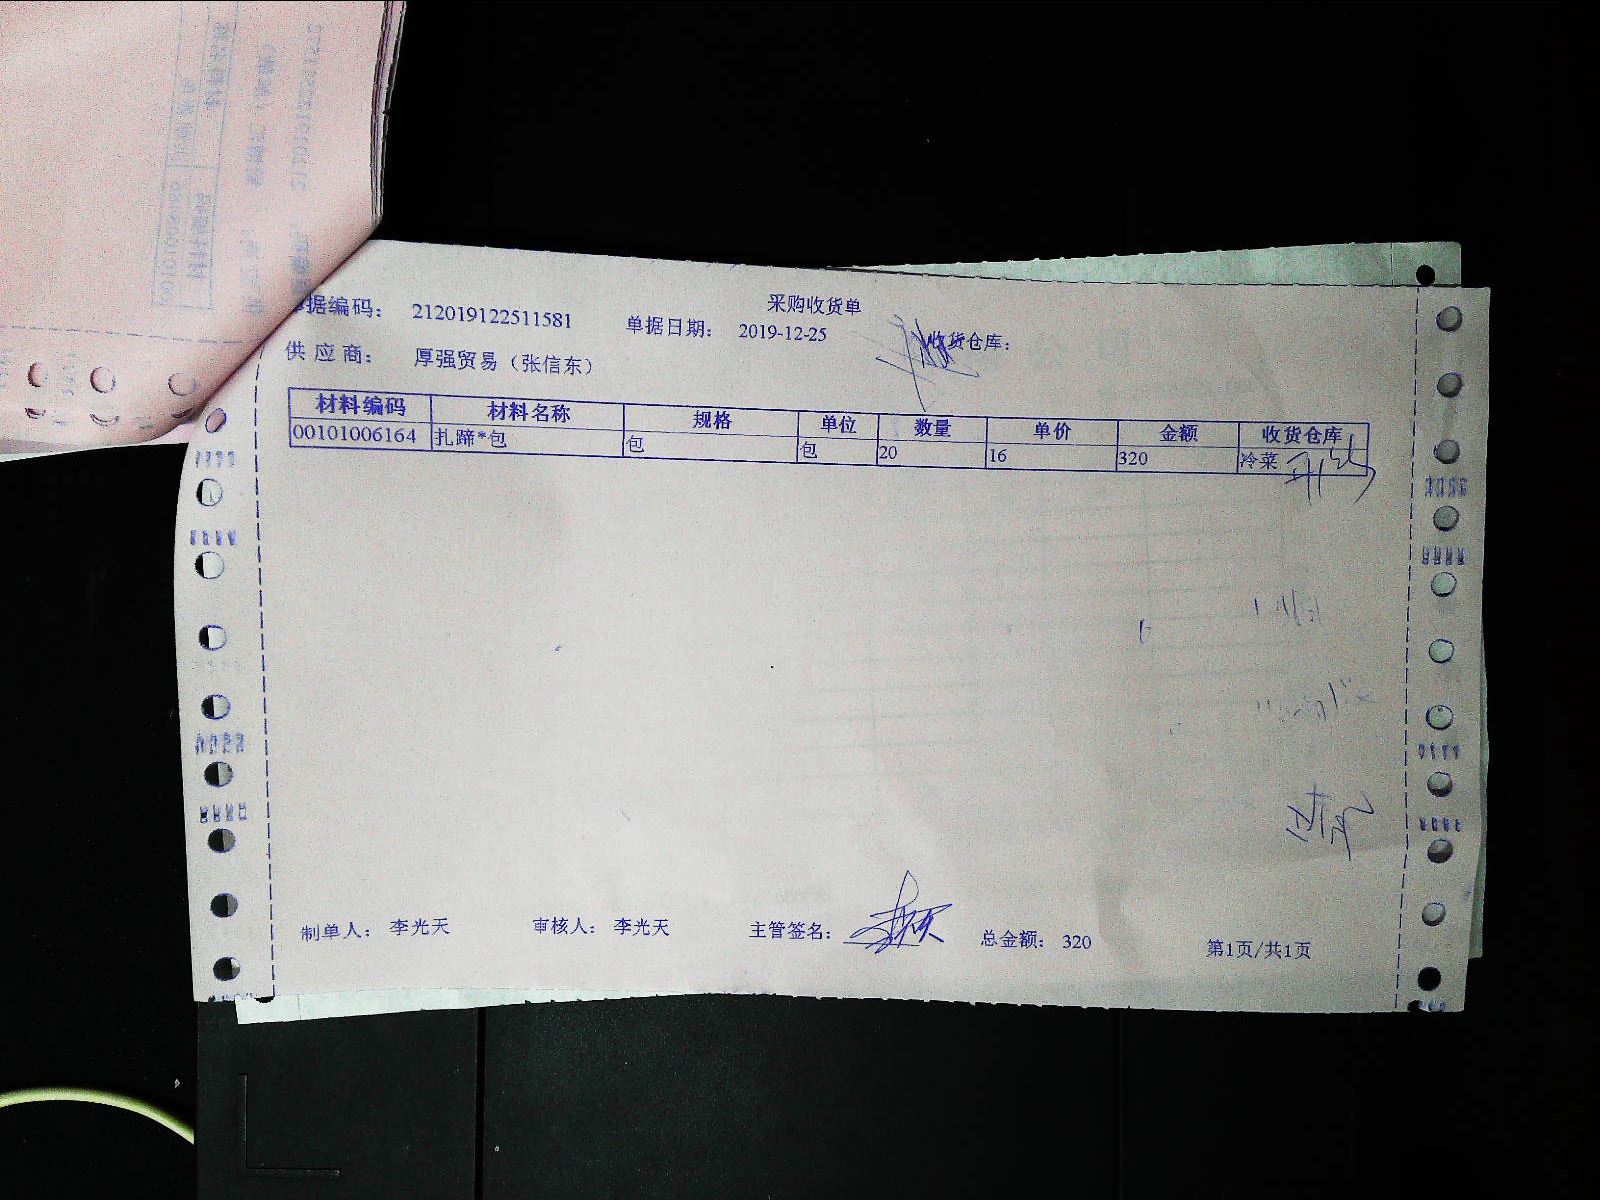 采购收货单
据编码： 212019122511581 单据日期： 2019-12-25 收货仓库：
供 应 商： 厚强贸易（张信东）
材料编码 材料名称 规格 单位 数量 单价 金额 收货仓库
00101006164 扎蹄*包 包 包 20 16 320 冷菜
制单人： 李光天 审核人： 李光天 主管签名： 总金额： 320 第1页/共1页